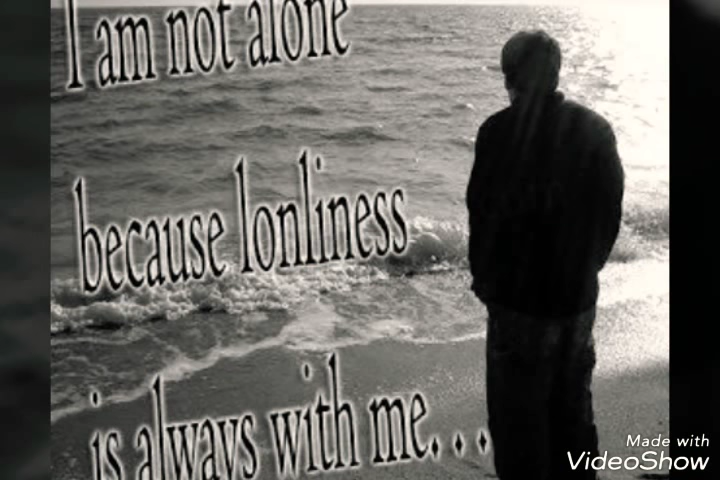 I am not alone
because lonliness
is always with me...
Made with
VideoShow